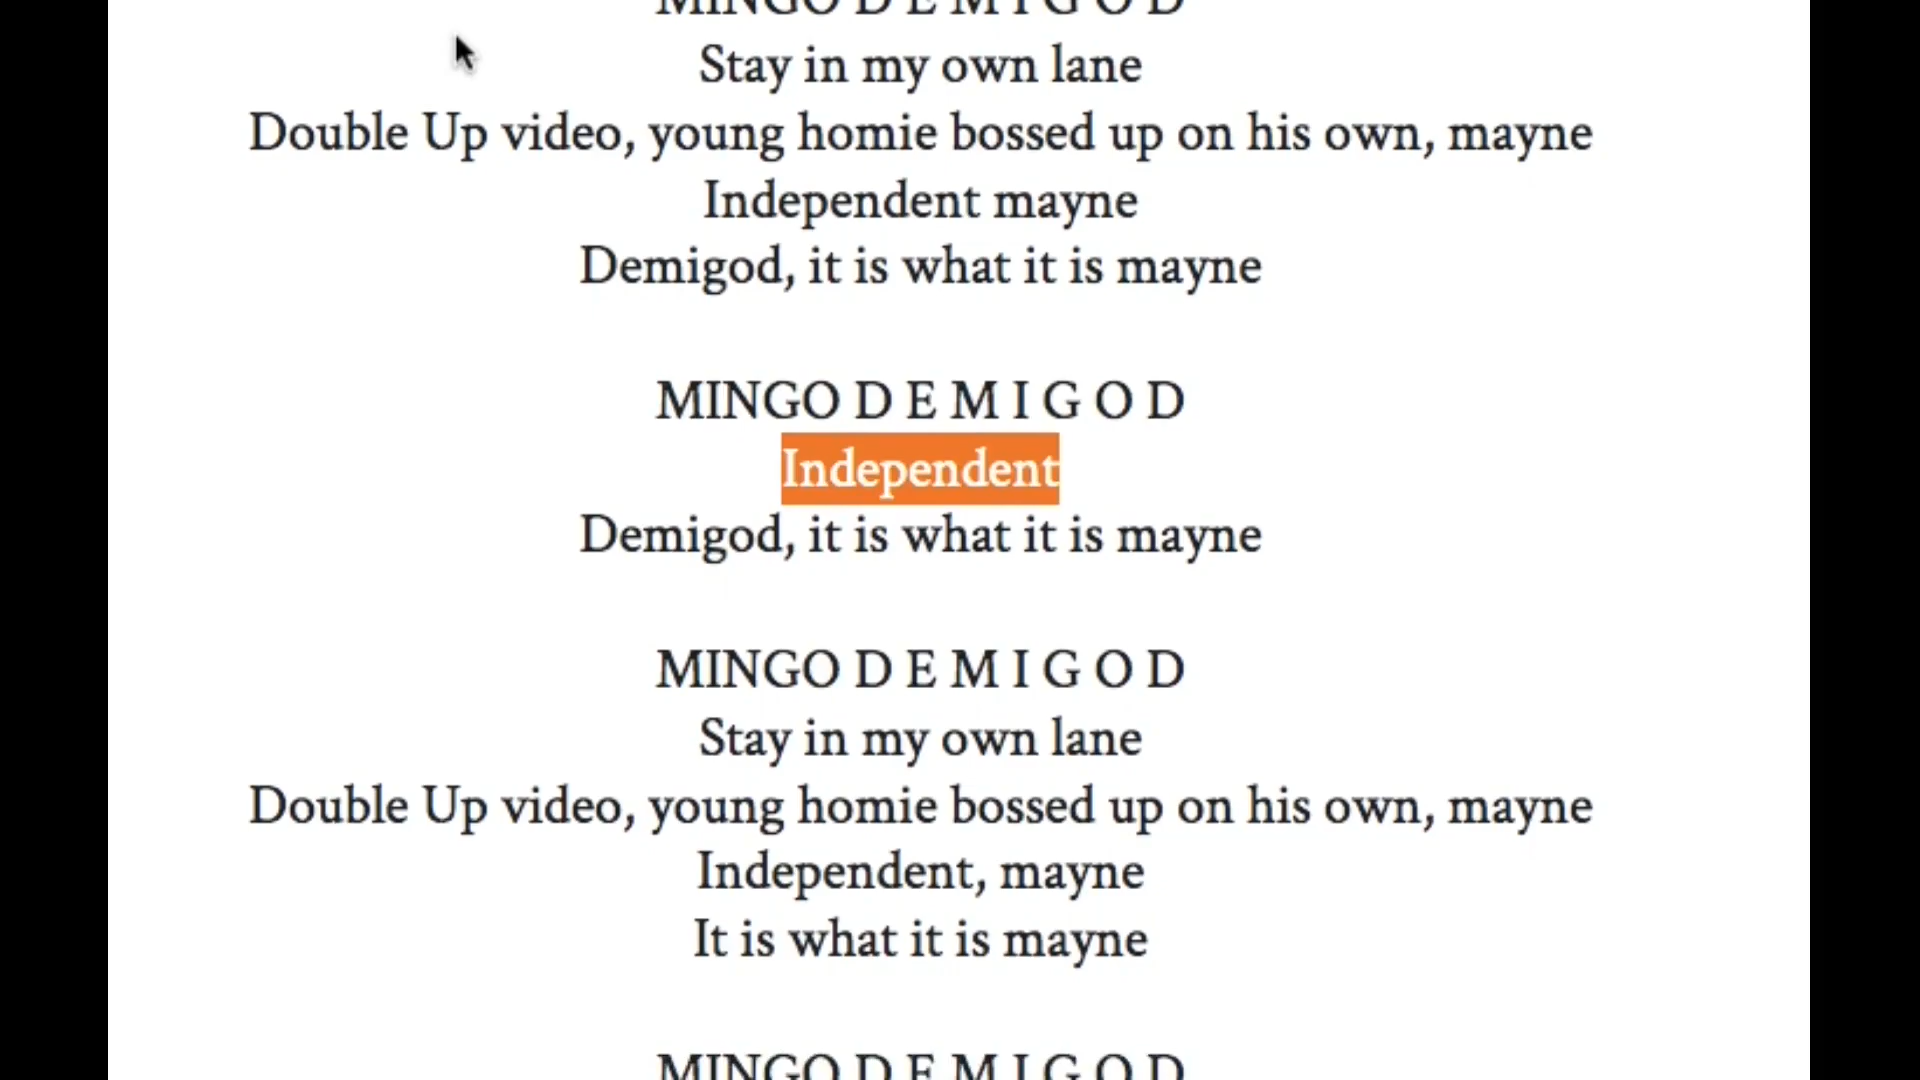 MINGO D E M I G O D
Stay in my own lane
Double Up video, young homie bossed up on his own, mayne
Independent mayne
Demigod, it is what it is mayne
MINGO D E M I G O D
Independent
Demigod, it is what it is mayne
MINGO D E M I G O D
Stay in my own lane
Double Up video, young homie bossed up on his own, mayne
Independent, mayne
It is what it is mayne
MINGO D E M I G O D